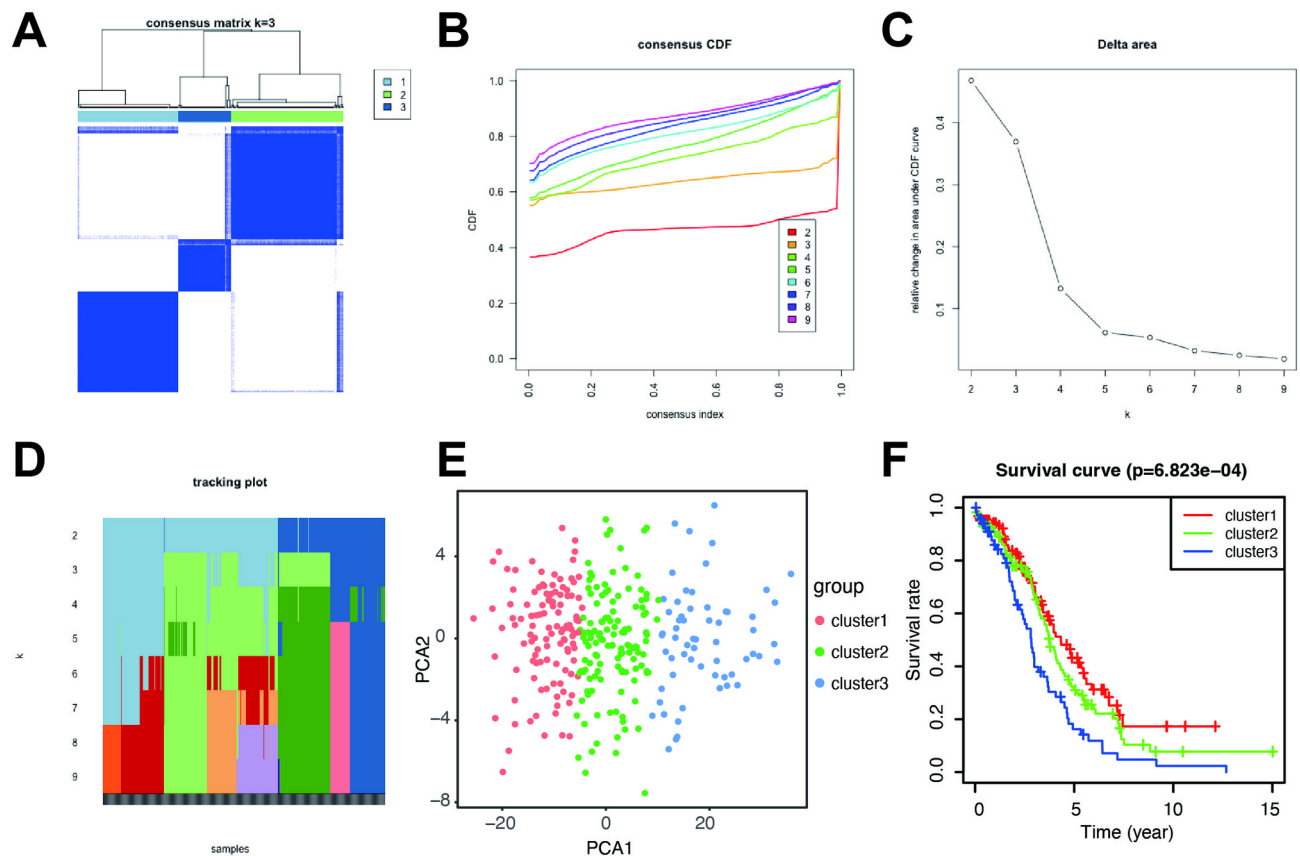 A
consensus matrix k=3
1
2
3
B
consensus CDF
CDF
1.0
0.8
0.6
0.4
0.2
0.0
0.0
0.2
0.4
0.6
0.8
1.0
consensus index
2
3
4
5
6
7
8
9
C
Delta area
relative change in area under CDF curve
0.4
0.3
0.2
0.1
2
3
4
5
6
7
8
9
k
D
tracking plot
k
2
3
4
5
6
7
8
9
samples
E
PCA2
4
0
−4
−8
−20
0
20
PCA1
group
cluster1
cluster2
cluster3
F
Survival curve (p=6.823e−04)
Survival rate
1.0
0.8
0.6
0.4
0.2
0.0
0
5
10
15
Time (year)
cluster1
cluster2
cluster3